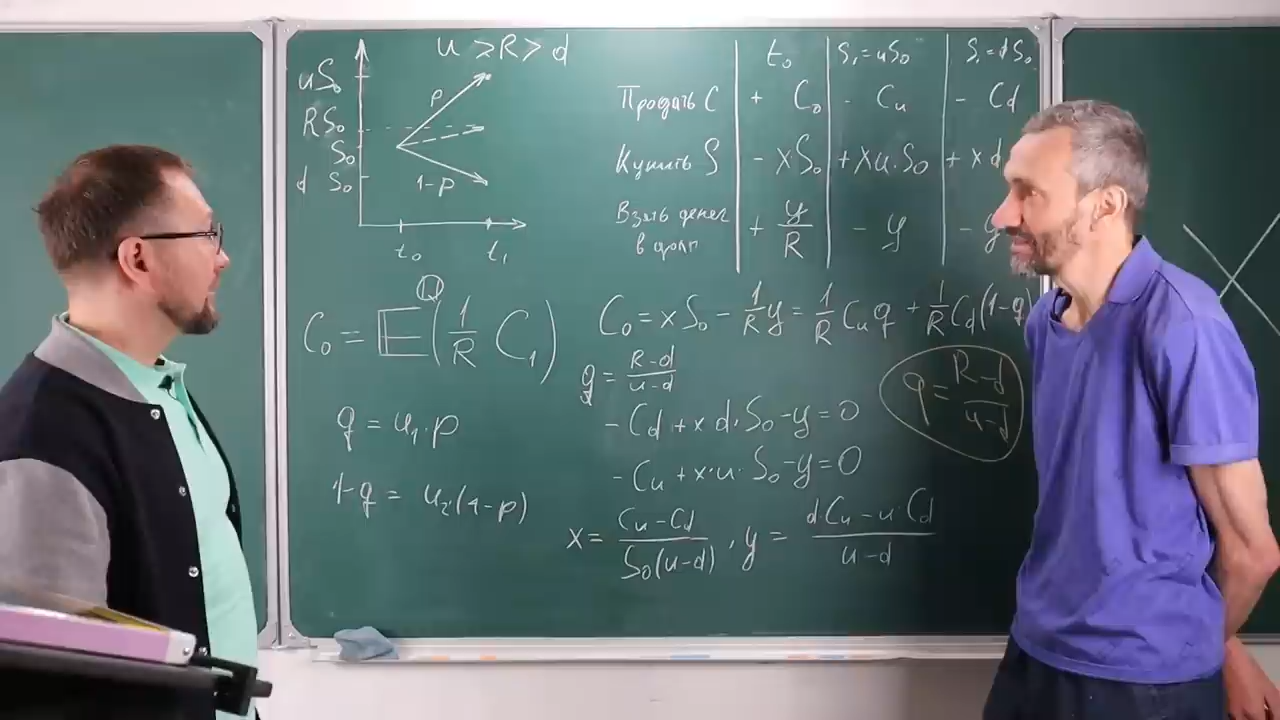 u > R > d
uS₀
RS₀
S₀
d S₀
p
1-p
t₀ t₁
t₀ S₁=uS₀ S₁=dS₀
Продать C + C₀ - Cu - Cd
Купить S - xS₀ +xu·S₀ + xd
Взять денег в долг + y/R - y - y
C₀ = 𝔼^Q (1/R C₁)
q = u₁·p
1-q = u₂·(1-p)
C₀ = xS₀ - 1/R y = 1/R Cu q + 1/R Cd(1-q)
q = R-d/u-d
- Cd + x d·S₀ - y = 0
- Cu + x·u·S₀ - y = 0
x = Cu - Cd/S₀(u-d), y = d·Cu - u·Cd/u-d
q = R-d/u-d